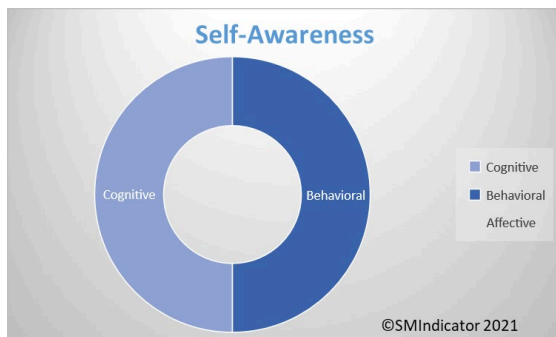 Self-Awareness
Cognitive
Behavioral
Cognitive
Behavioral
Affective
©SMIndicator 2021